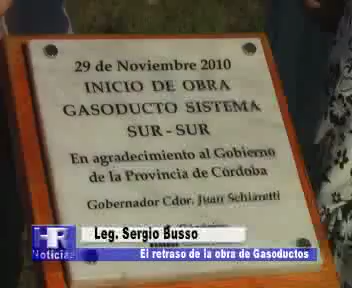 29 de Noviembre 2010
INICIO DE OBRA
GASODUCTO SISTEMA
SUR - SUR
En agradecimiento al Gobierno
de la Provincia de Córdoba
Gobernador Cdor. Juan Schiaretti
HR
Noticias
Leg. Sergio Busso
El retraso de la obra de Gasoductos